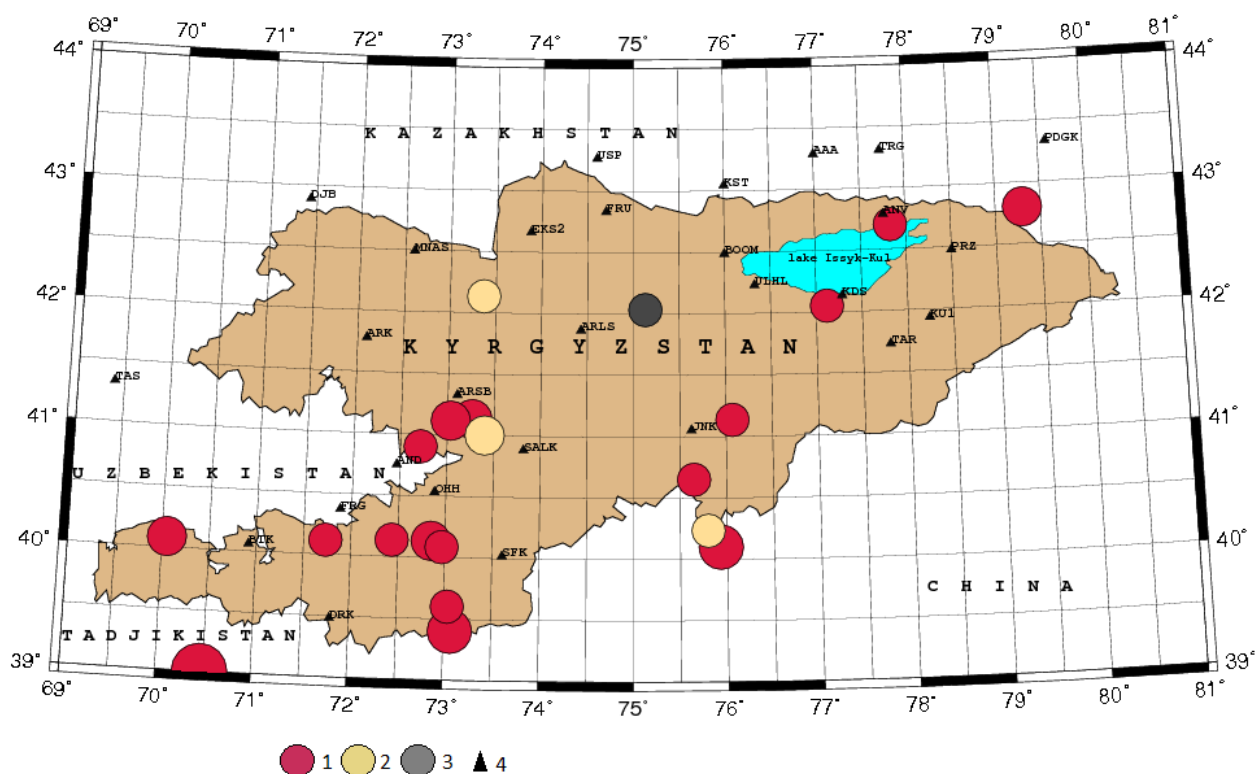 69° 70° 71° 72° 73° 74° 75° 76° 77° 78° 79° 80° 81°
44° 44°
K A Z A K H S T A N
USP AAA TRG PDGK
43° 43°
DJB KST
FRU ANV
EKS2
MNAS BOOM PRZ
lake Issyk-Kul
ULHL KDS
42° 42°
ARK ARLS KU1
K Y R G Y Z S T A N TAR
TAS
ARSB
41° 41°
JNK
SALK
U Z B E K I S T A N AND
OHH
FRG
40° BTK 40°
SFK
C H I N A
DRK
T A D J I K I S T A N
39° 39°
69° 70° 71° 72° 73° 74° 75° 76° 77° 78° 79° 80° 81°
1 2 3 4